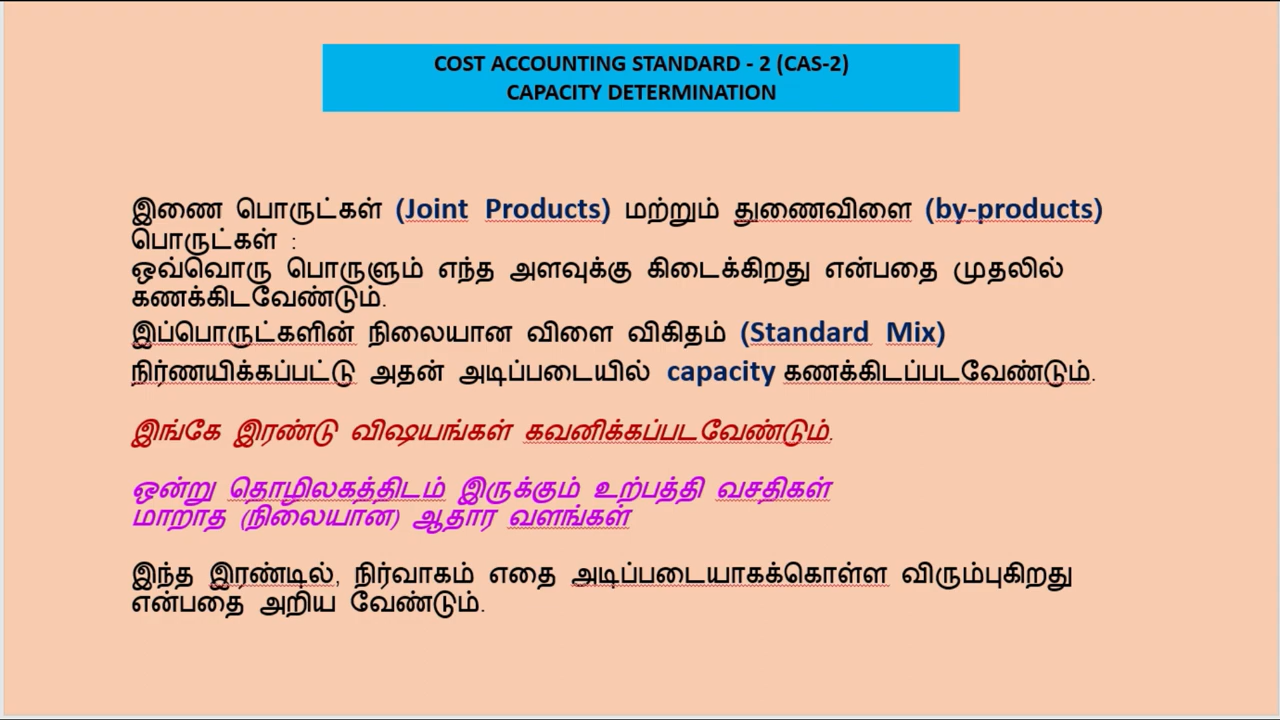 COST ACCOUNTING STANDARD - 2 (CAS-2)
CAPACITY DETERMINATION
இணை பொருட்கள் (Joint Products) மற்றும் துணைவிளை (by-products)
பொருட்கள் :
ஒவ்வொரு பொருளும் எந்த அளவுக்கு கிடைக்கிறது என்பதை முதலில்
கணக்கிடவேண்டும்.
இப்பொருட்களின் நிலையான விளை விகிதம் (Standard Mix)
நிர்ணயிக்கப்பட்டு அதன் அடிப்படையில் capacity கணக்கிடப்படவேண்டும்.
இங்கே இரண்டு விஷயங்கள் கவனிக்கப்படவேண்டும்.
ஒன்று தொழிலகத்திடம் இருக்கும் உற்பத்தி வசதிகள்
மாறாத (நிலையான) ஆதார வளங்கள்
இந்த இரண்டில், நிர்வாகம் எதை அடிப்படையாகக்கொள்ள விரும்புகிறது
என்பதை அறிய வேண்டும்.